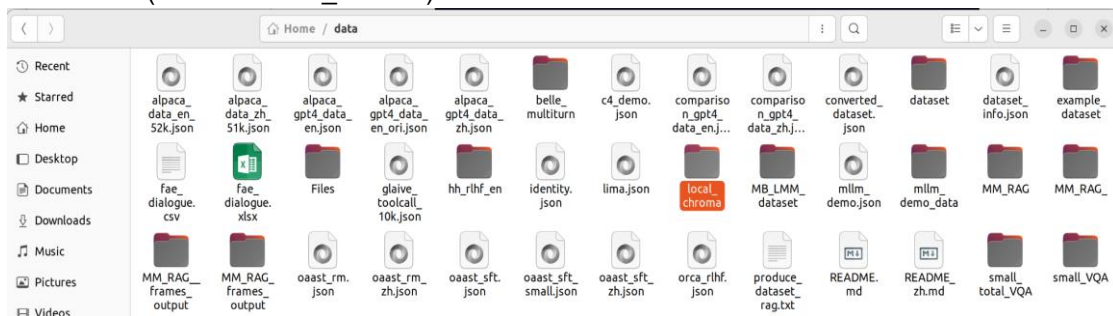 Home / data
Recent
Starred
Home
Desktop
Documents
Downloads
Music
Pictures
Videos
alpaca_
data_en_
52k.json
alpaca_
data_zh_
51k.json
alpaca_
gpt4_data_
en.json
alpaca_
gpt4_data_
en_ori.json
alpaca_
gpt4_data_
zh.json
belle_
multiturn
c4_demo.
json
compariso
n_gpt4_
data_en.j...
compariso
n_gpt4_
data_zh.j...
converted_
dataset.
json
dataset
dataset_
info.json
example_
dataset
fae_
dialogue.
csv
fae_
dialogue.
xlsx
Files
glaive_
toolcall_
10k.json
hh_rlhf_en
identity.
json
lima.json
local_
chroma
MB_LMM_
dataset
mllm_
demo.json
mllm_
demo_data
MM_RAG
MM_RAG_
MM_RAG__
frames_
output
MM_RAG_
frames_
output
oaast_rm.
json
oaast_rm_
zh.json
oaast_sft.
json
oaast_sft_
small.json
oaast_sft_
zh.json
orca_rlhf.
json
produce_
dataset_
rag.txt
README.
md
README_
zh.md
small_
total_VQA
small_VQA